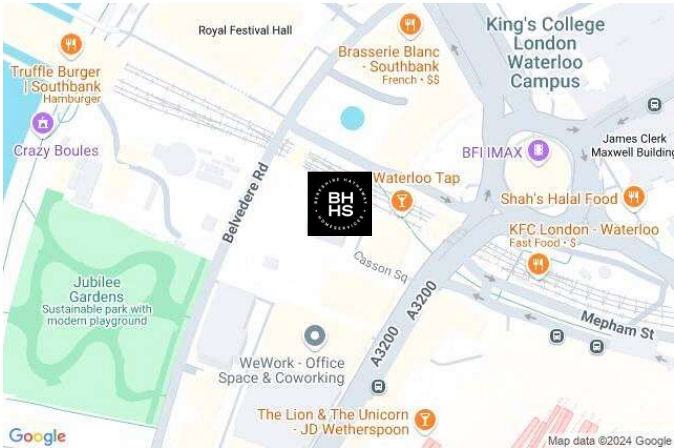 Royal Festival Hall
Truffle Burger
| Southbank
Hamburger
Crazy Boules
Brasserie Blanc
- Southbank
French • $$
King's College
London
Waterloo
Campus
BFI IMAX
James Clerk
Maxwell Building
Belvedere Rd
BERKSHIRE HATHAWAY
BH
HS
HOMESERVICES
Waterloo Tap
Shah's Halal Food
KFC London - Waterloo
Fast Food • $
Casson Sq
Jubilee
Gardens
Sustainable park with
modern playground
A3200
A3200
Mepham St
WeWork - Office
Space & Coworking
The Lion & The Unicorn
- JD Wetherspoon
Google
Map data ©2024 Google